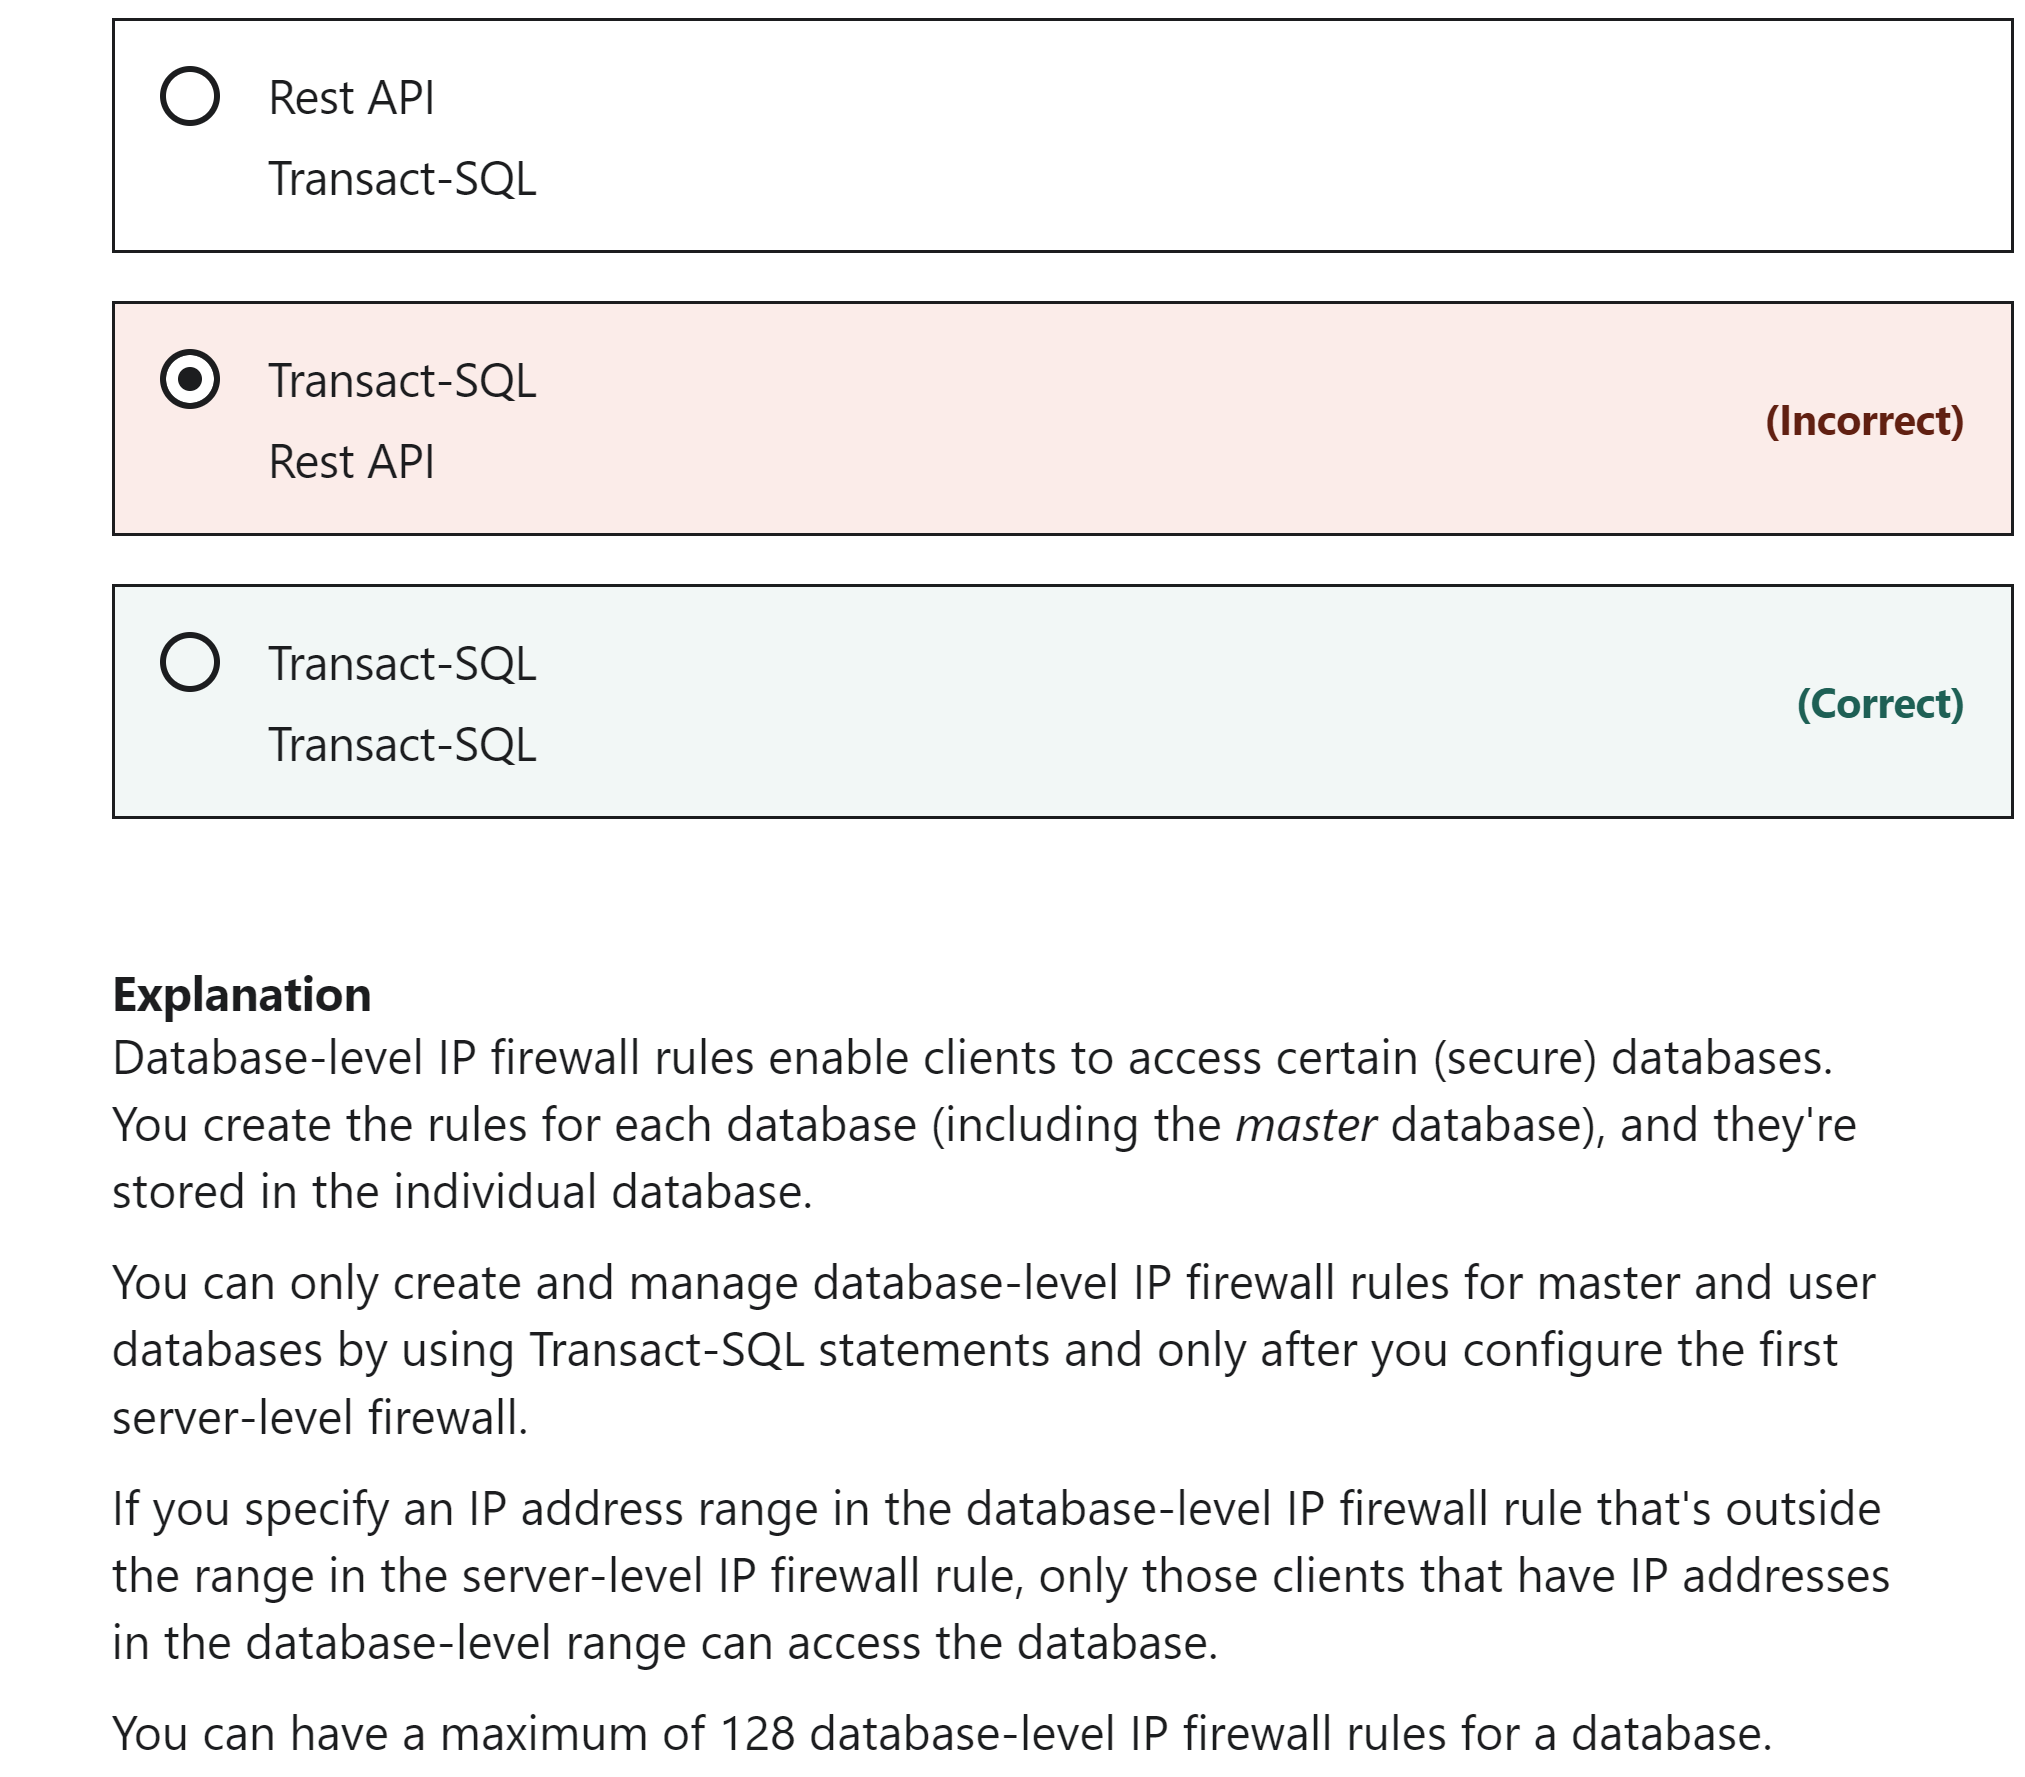 Rest API
Transact-SQL
Transact-SQL
Rest API
(Incorrect)
Transact-SQL
Transact-SQL
(Correct)
Explanation
Database-level IP firewall rules enable clients to access certain (secure) databases.
You create the rules for each database (including the master database), and they're
stored in the individual database.
You can only create and manage database-level IP firewall rules for master and user
databases by using Transact-SQL statements and only after you configure the first
server-level firewall.
If you specify an IP address range in the database-level IP firewall rule that's outside
the range in the server-level IP firewall rule, only those clients that have IP addresses
in the database-level range can access the database.
You can have a maximum of 128 database-level IP firewall rules for a database.